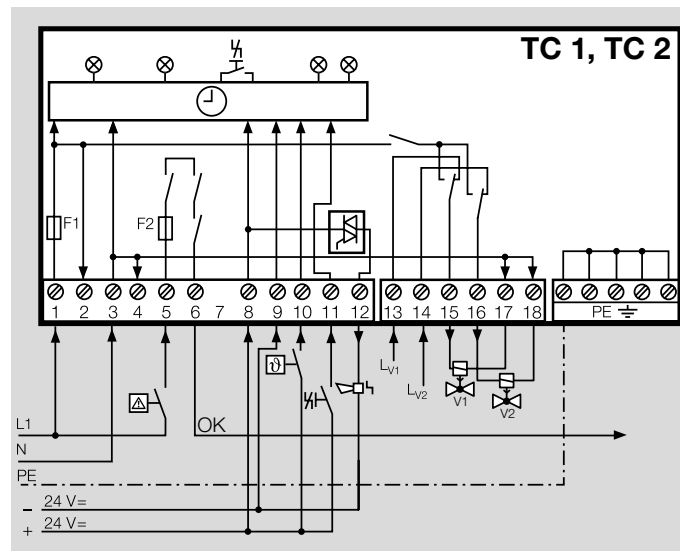 TC 1, TC 2
F1
F2
1 2 3 4 5 6 7 8 9 10 11 12
13 14 15 16 17 18
PE
ϑ
LV1
LV2
V1
V2
L1
OK
N
PE
– 24 V=
+ 24 V=